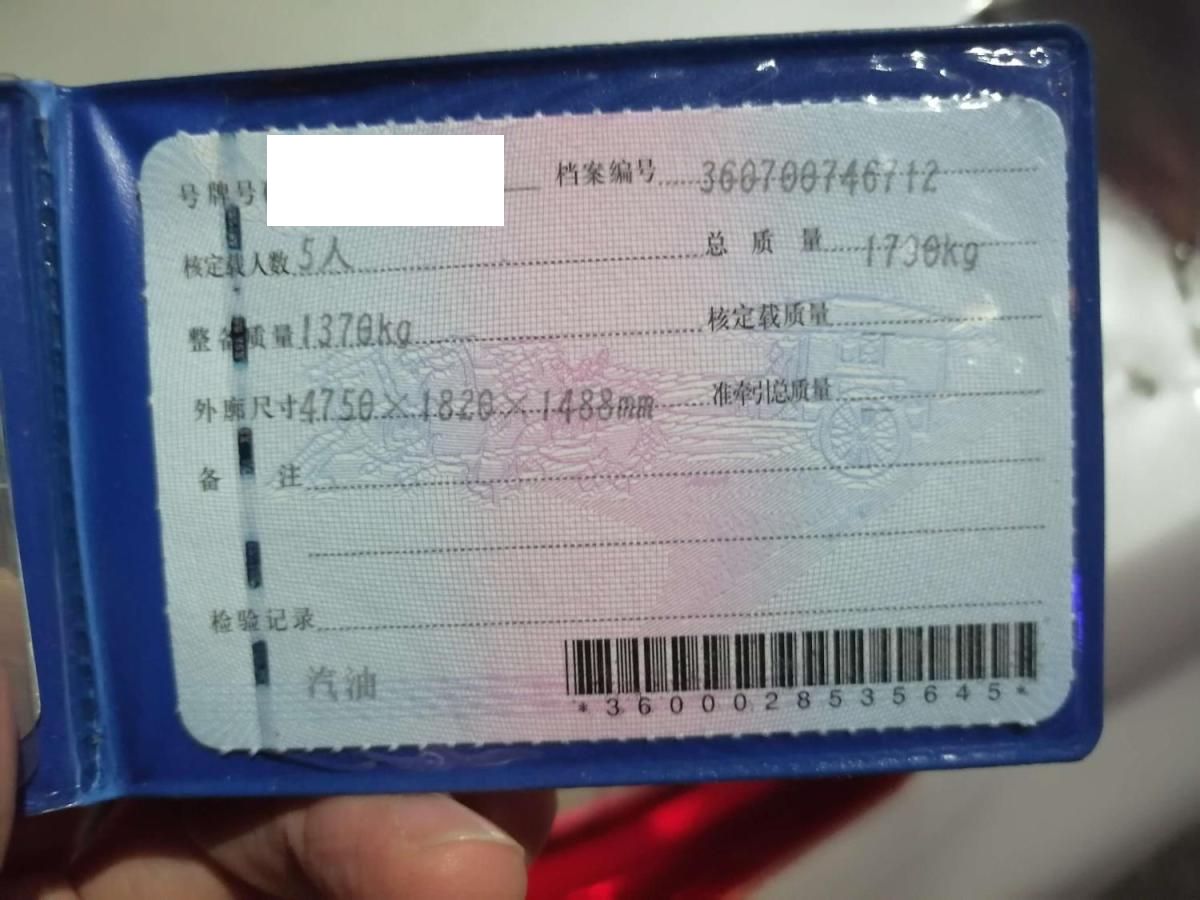 号牌号 档案编号 360700746712
核定载人数 5人 总质量 1730kg
整备质量 1370kg 核定载质量
外廓尺寸 4750×1820×1488mm 准牵引总质量
备注
检验记录
汽油
*3600028535645*